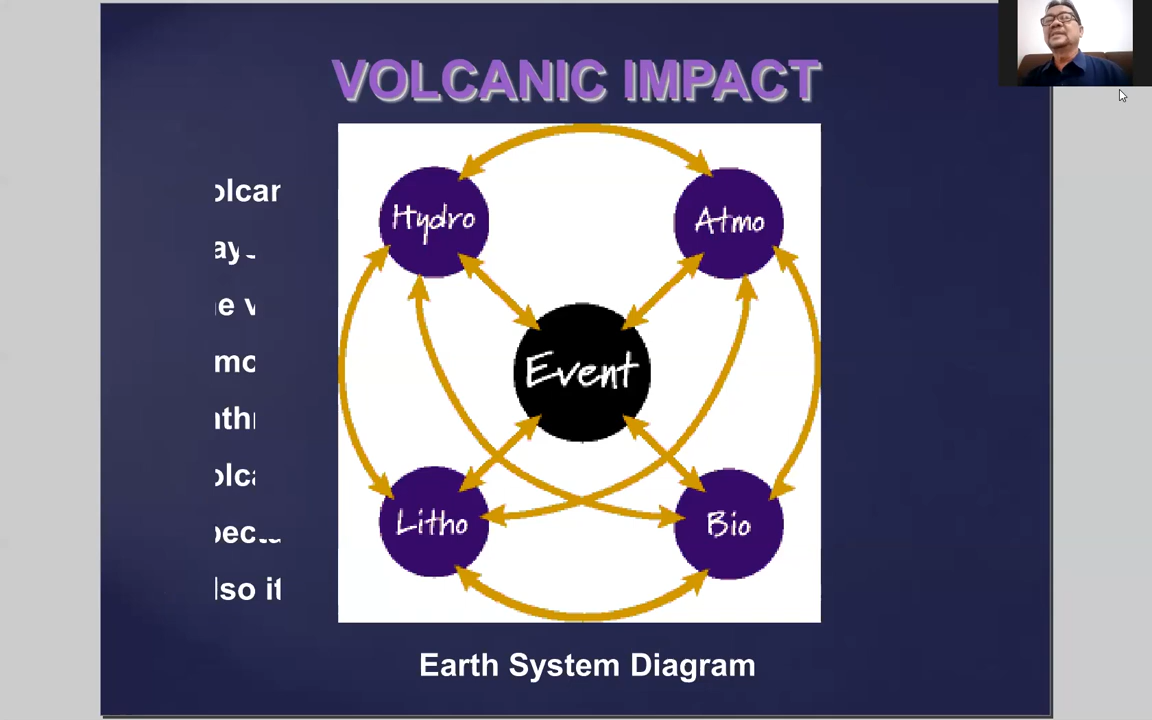 VOLCANIC IMPACT
Hydro
Atmo
Event
Litho
Bio
Earth System Diagram